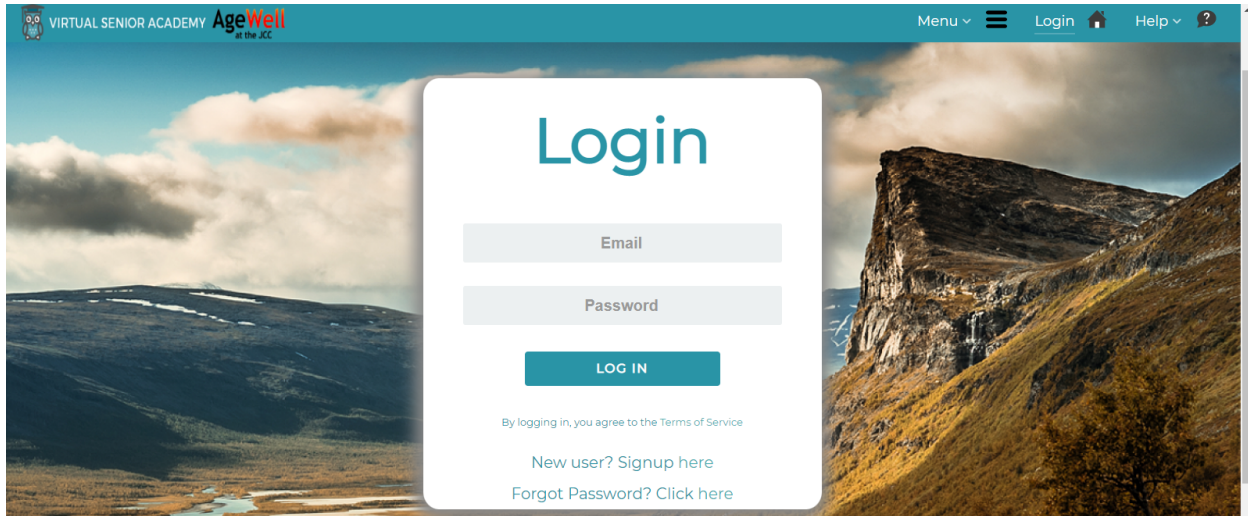 VIRTUAL SENIOR ACADEMY AgeWell
at the JCC
Menu Login Help ?
Login
Email
Password
LOG IN
By logging in, you agree to the Terms of Service
New user? Signup here
Forgot Password? Click here